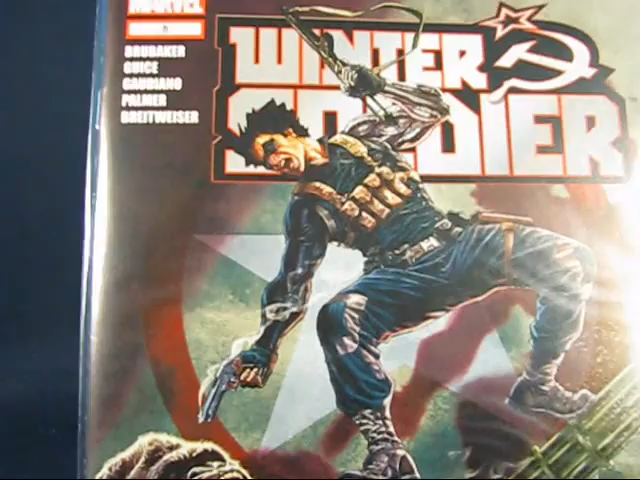 MARVEL
BRUBAKER
GUICE
GAUDIANO
PALMER
BREITWEISER
WINTER
SOLDIER